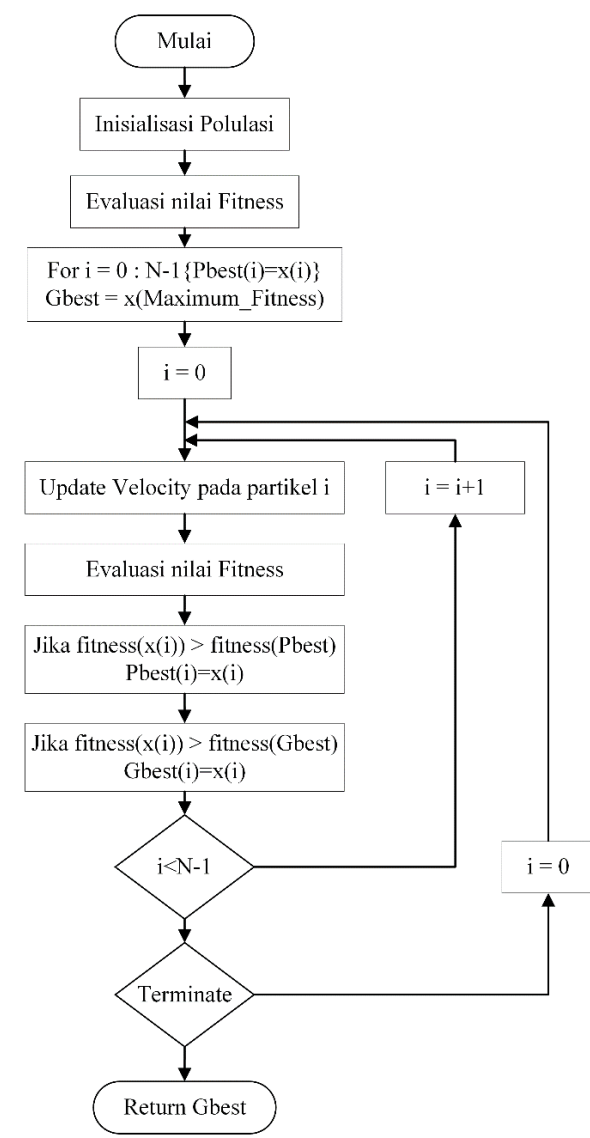 Mulai
Inisialisasi Polulasi
Evaluasi nilai Fitness
For i = 0 : N-1{Pbest(i)=x(i)}
Gbest = x(Maximum_Fitness)
i = 0
Update Velocity pada partikel i
i = i+1
Evaluasi nilai Fitness
Jika fitness(x(i)) > fitness(Pbest)
Pbest(i)=x(i)
Jika fitness(x(i)) > fitness(Gbest)
Gbest(i)=x(i)
i<N-1
i = 0
Terminate
Return Gbest